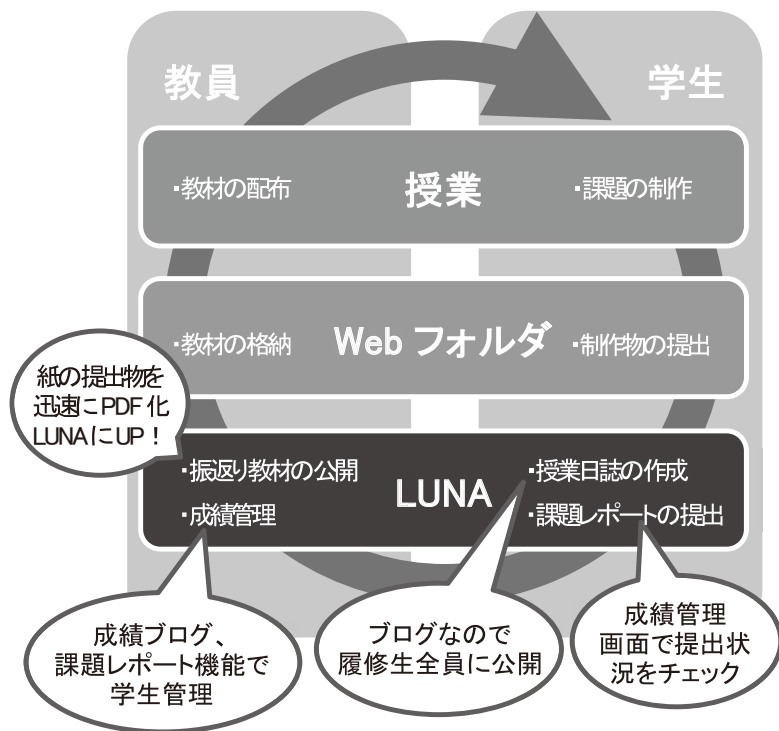 教員
学生
・教材の配布
授業
・課題の制作
・教材の格納
Web フォルダ
・制作物の提出
紙の提出物を
迅速にPDF 化
LUNAにUP！
・振返り教材の公開
・成績管理
LUNA
・授業日誌の作成
・課題レポートの提出
成績ブログ、
課題レポート機能で
学生管理
ブログなので
履修生全員に公開
成績管理
画面で提出状
況をチェック